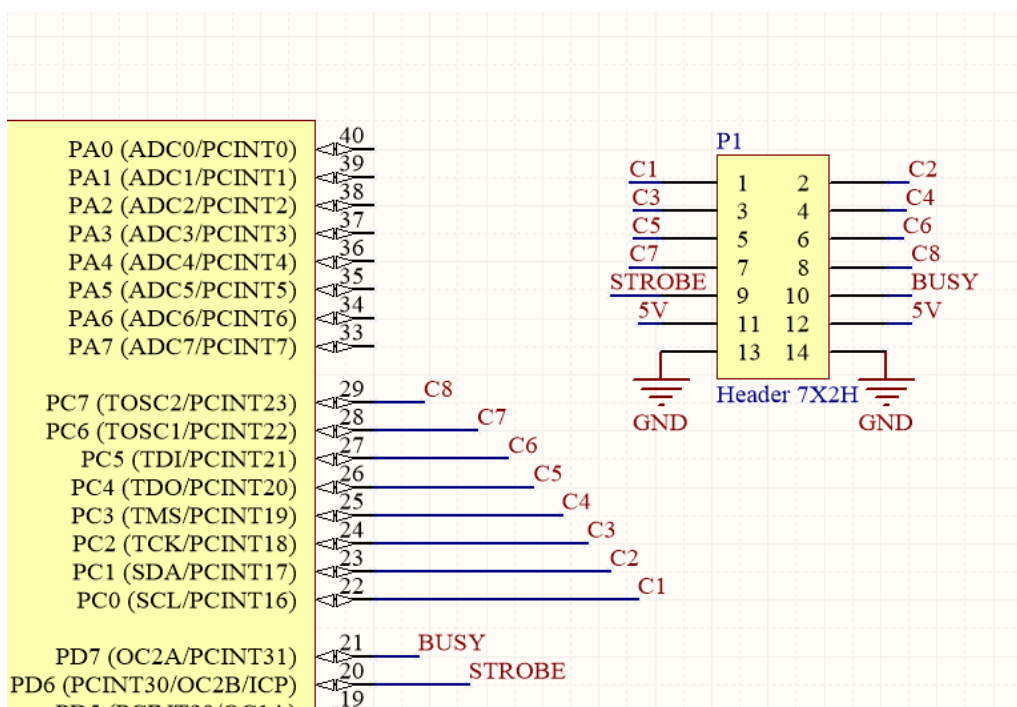 40
PA0 (ADC0/PCINT0)
39
PA1 (ADC1/PCINT1)
38
PA2 (ADC2/PCINT2)
37
PA3 (ADC3/PCINT3)
36
PA4 (ADC4/PCINT4)
35
PA5 (ADC5/PCINT5)
34
PA6 (ADC6/PCINT6)
33
PA7 (ADC7/PCINT7)
29 C8
PC7 (TOSC2/PCINT23)
28 C7
PC6 (TOSC1/PCINT22)
27 C6
PC5 (TDI/PCINT21)
26 C5
PC4 (TDO/PCINT20)
25 C4
PC3 (TMS/PCINT19)
24 C3
PC2 (TCK/PCINT18)
23 C2
PC1 (SDA/PCINT17)
22 C1
PC0 (SCL/PCINT16)
21 BUSY
PD7 (OC2A/PCINT31)
20 STROBE
PD6 (PCINT30/OC2B/ICP)
19
P1
C1 1 2 C2
C3 3 4 C4
C5 5 6 C6
C7 7 8 C8
STROBE 9 10 BUSY
5V 11 12 5V
13 14
Header 7X2H
GND GND